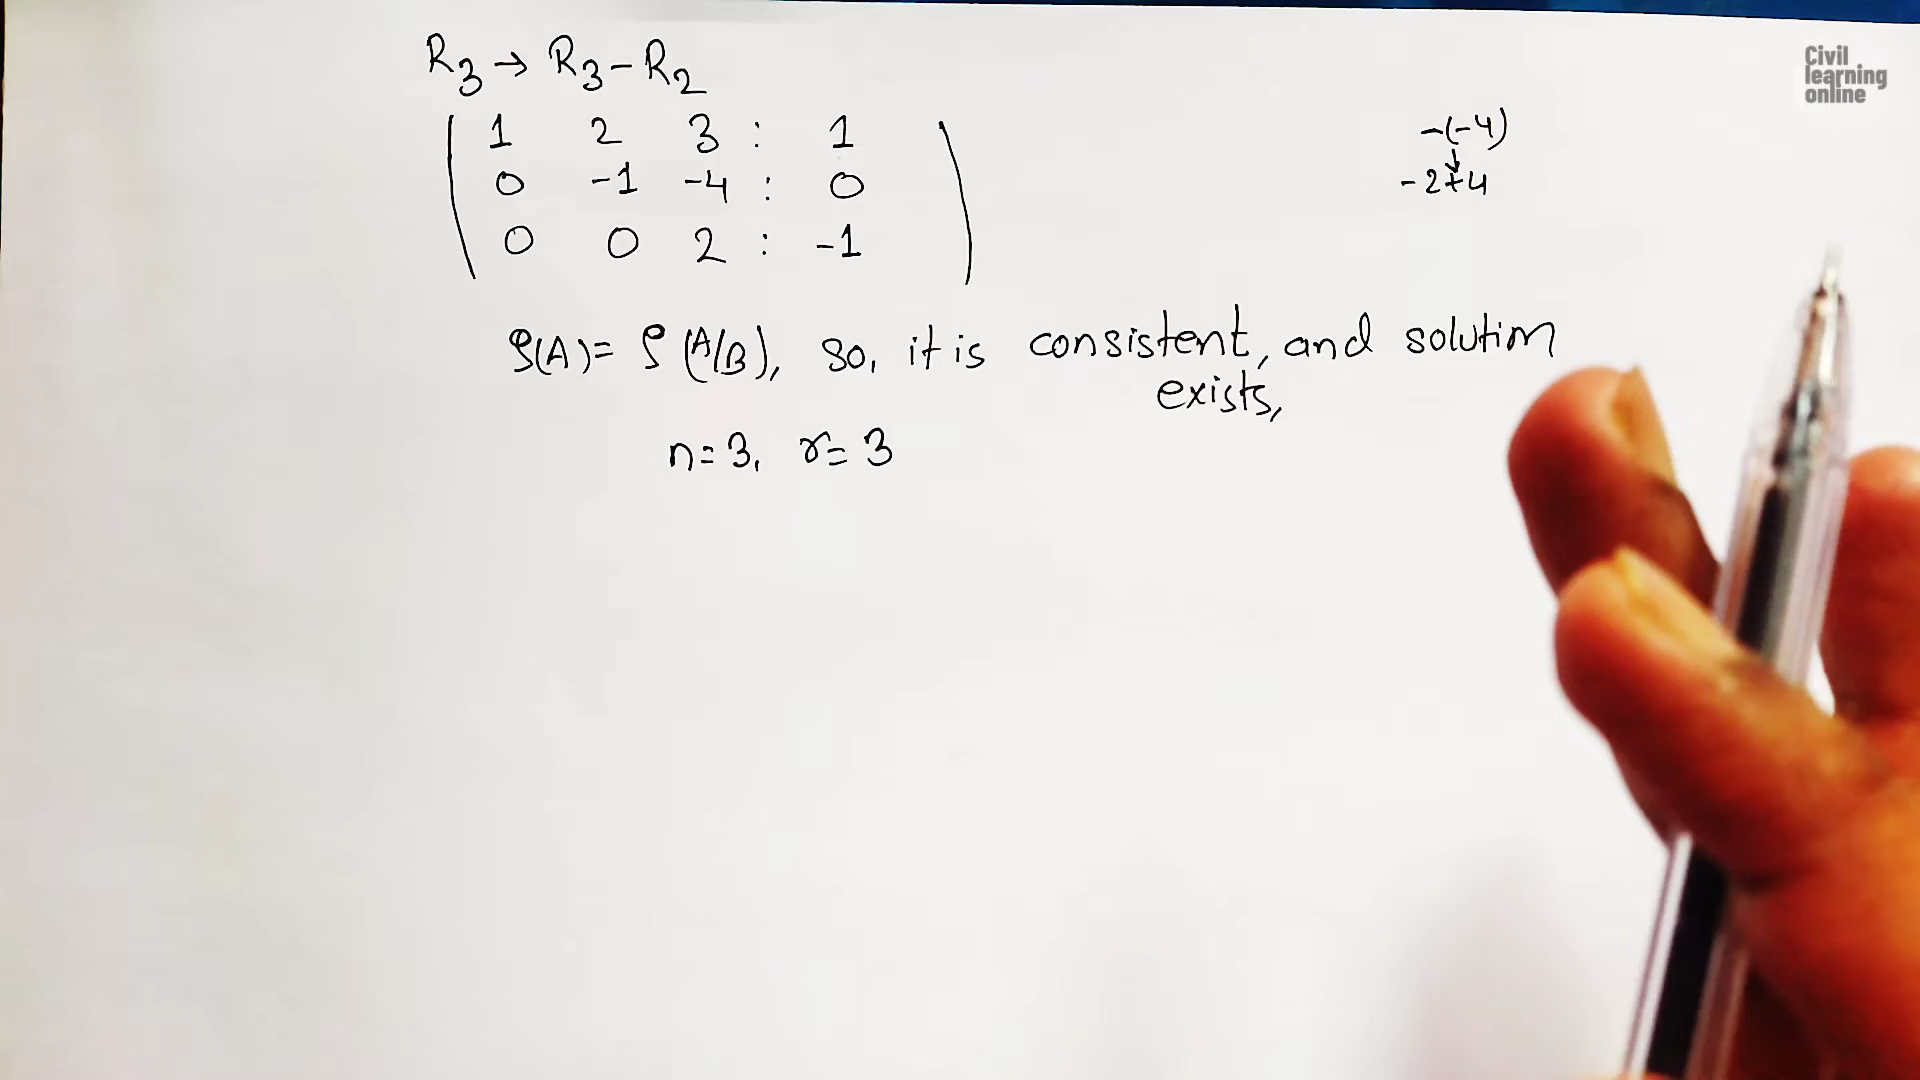 R3 → R3 - R2
1 2 3 : 1
0 -1 -4 : 0
0 0 2 : -1
ρ(A) = ρ(A/B), so, it is consistent, and solution
exists,
n = 3, r = 3
-(-4)
↓
-2+4
Civil
learning
online